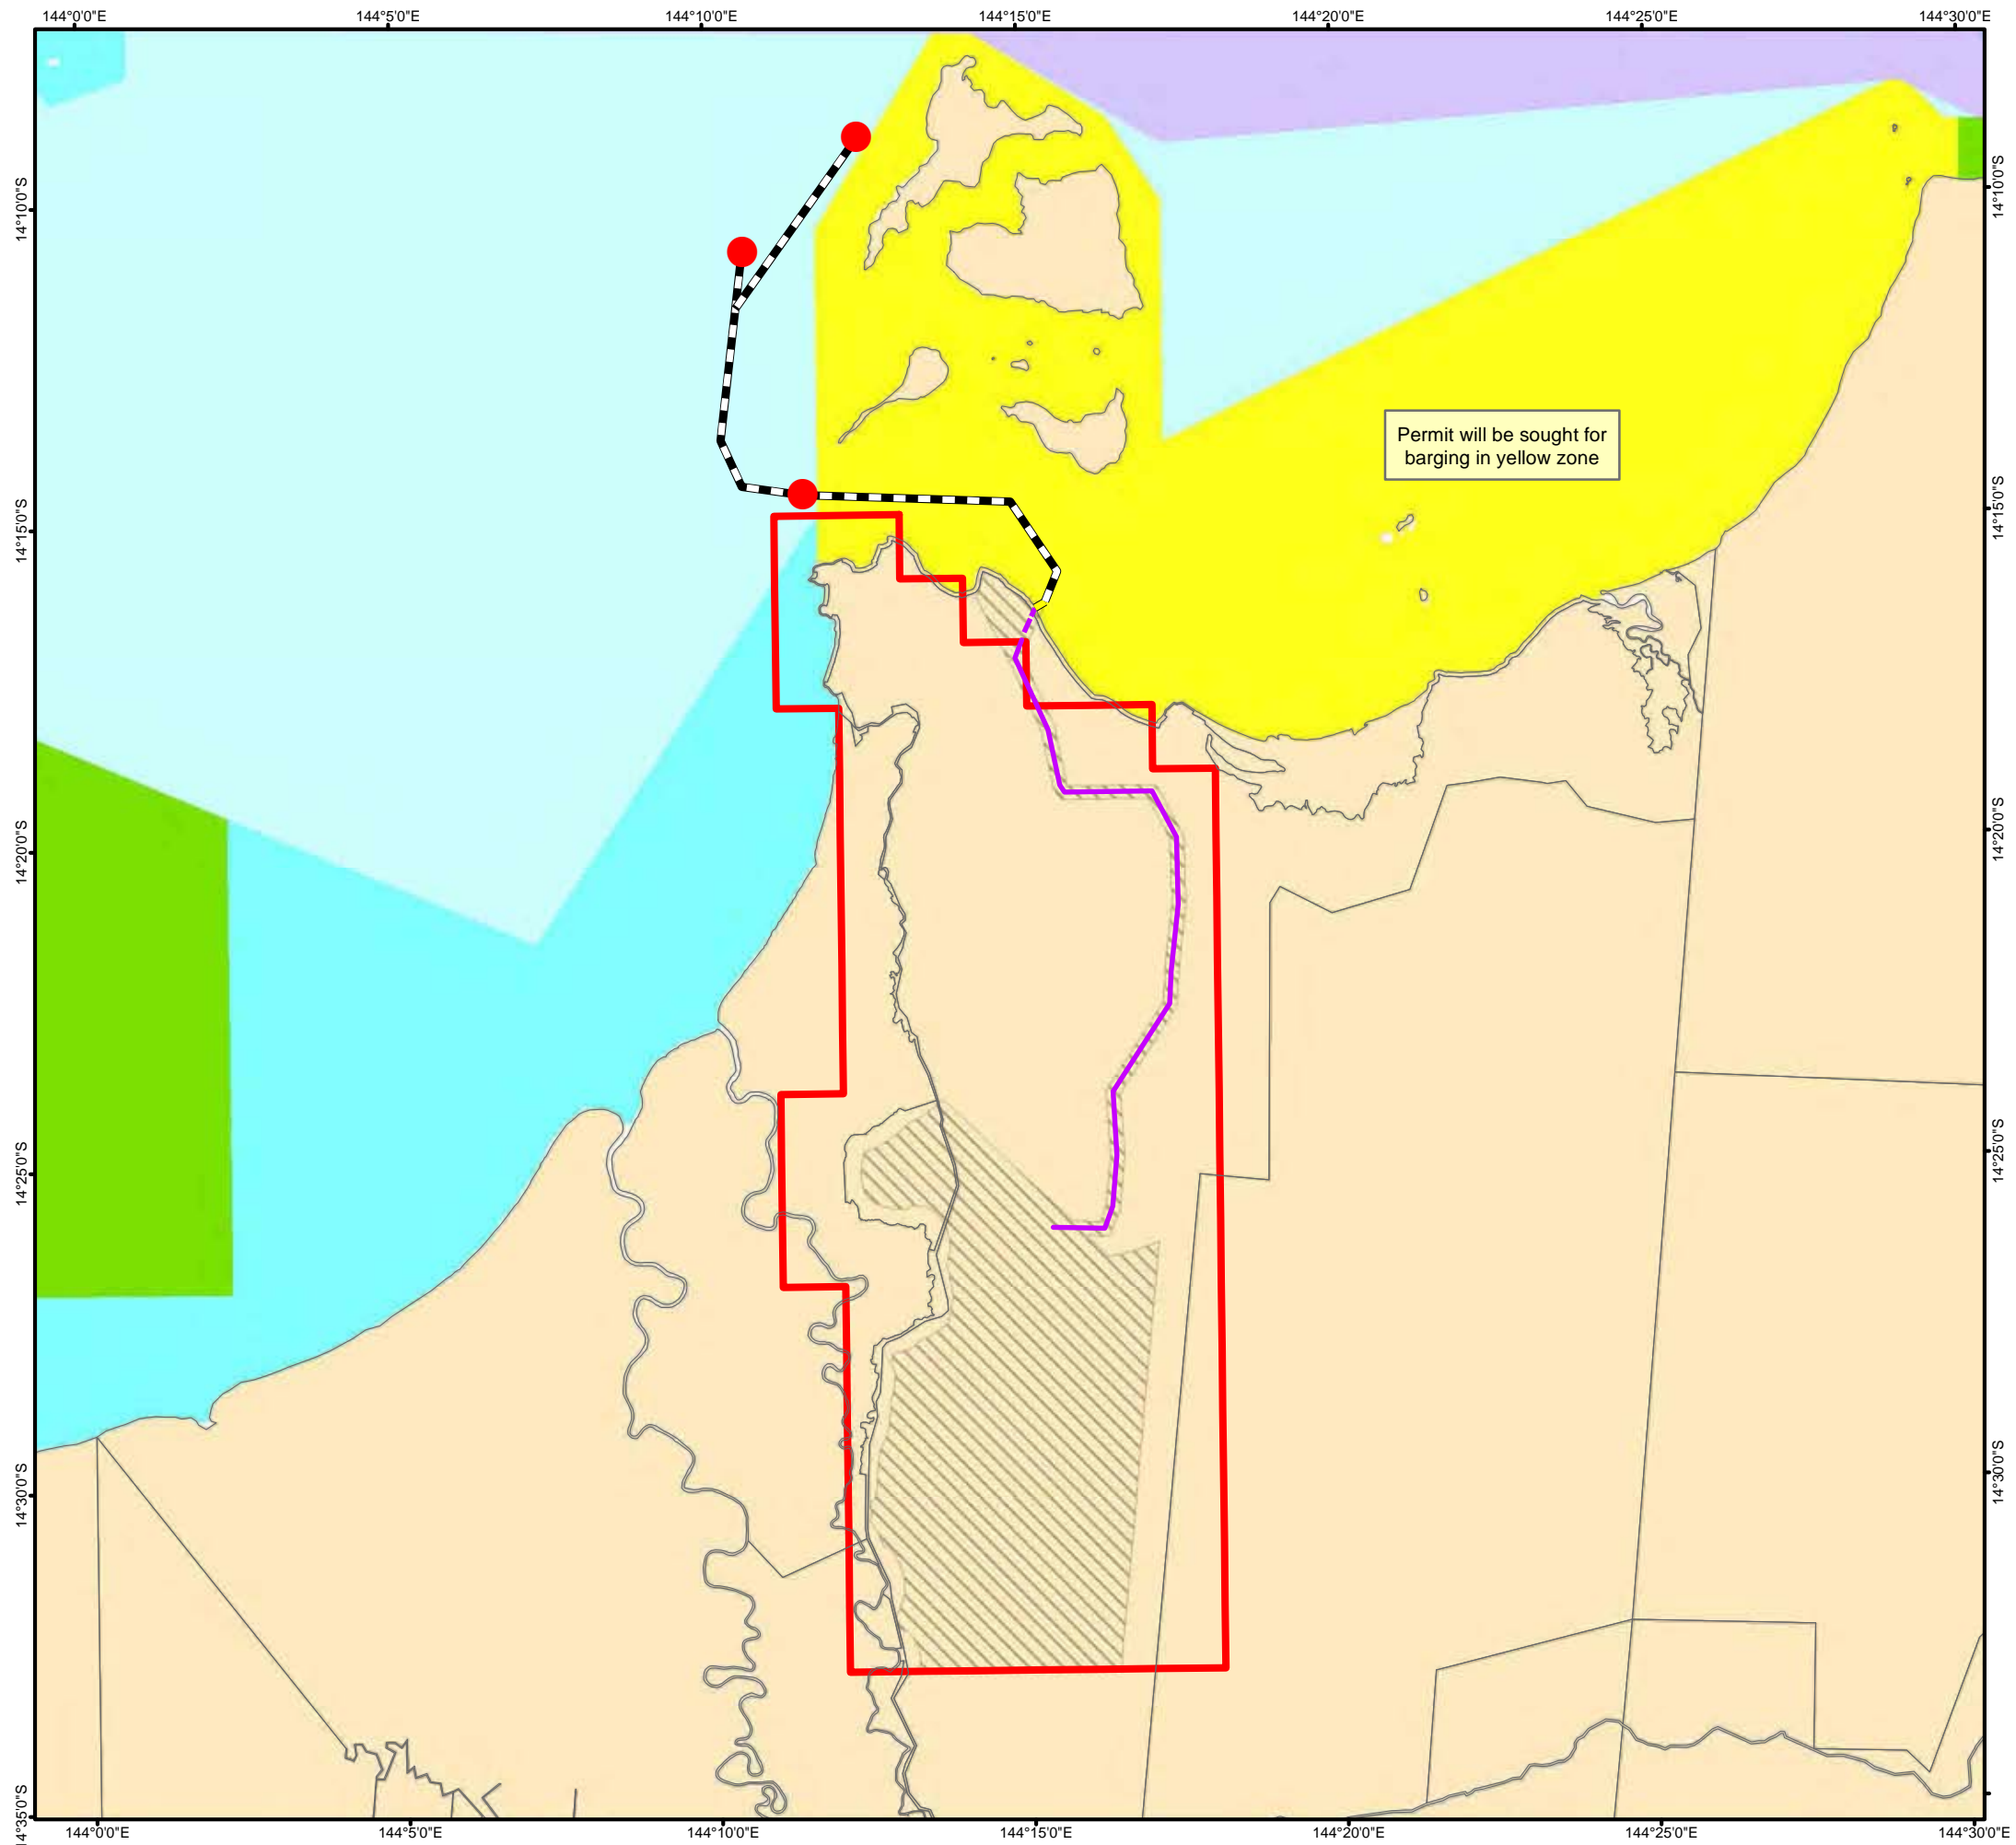 144°0'0"E 144°5'0"E 144°10'0"E 144°15'0"E 144°20'0"E 144°25'0"E 144°30'0"E
14°10'0"S 14°10'0"S
Permit will be sought for
barging in yellow zone
14°15'0"S 14°15'0"S
14°20'0"S 14°20'0"S
14°25'0"S 14°25'0"S
14°30'0"S 14°30'0"S
14°35'0"S
144°0'0"E 144°5'0"E 144°10'0"E 144°15'0"E 144°20'0"E 144°25'0"E 144°30'0"E